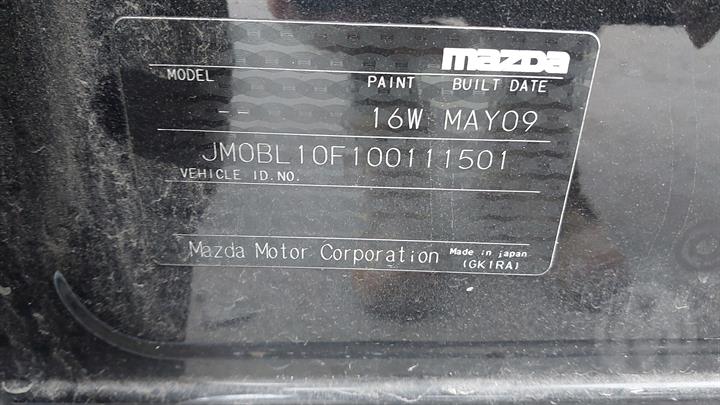 mazda
MODEL PAINT BUILT DATE
-- 16W MAY09
JM0BL10F100111501
VEHICLE ID.NO.
Mazda Motor Corporation Made in japan
(GK1RA)